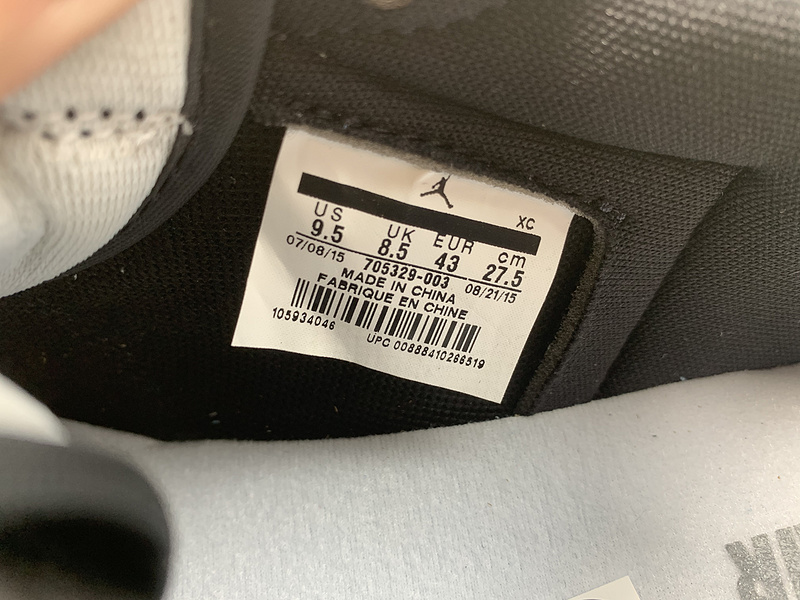 XC
US UK EUR cm
9.5 8.5 43 27.5
07/08/15 705329-003 08/21/15
MADE IN CHINA
FABRIQUE EN CHINE
105934046 UPC 00888410266519